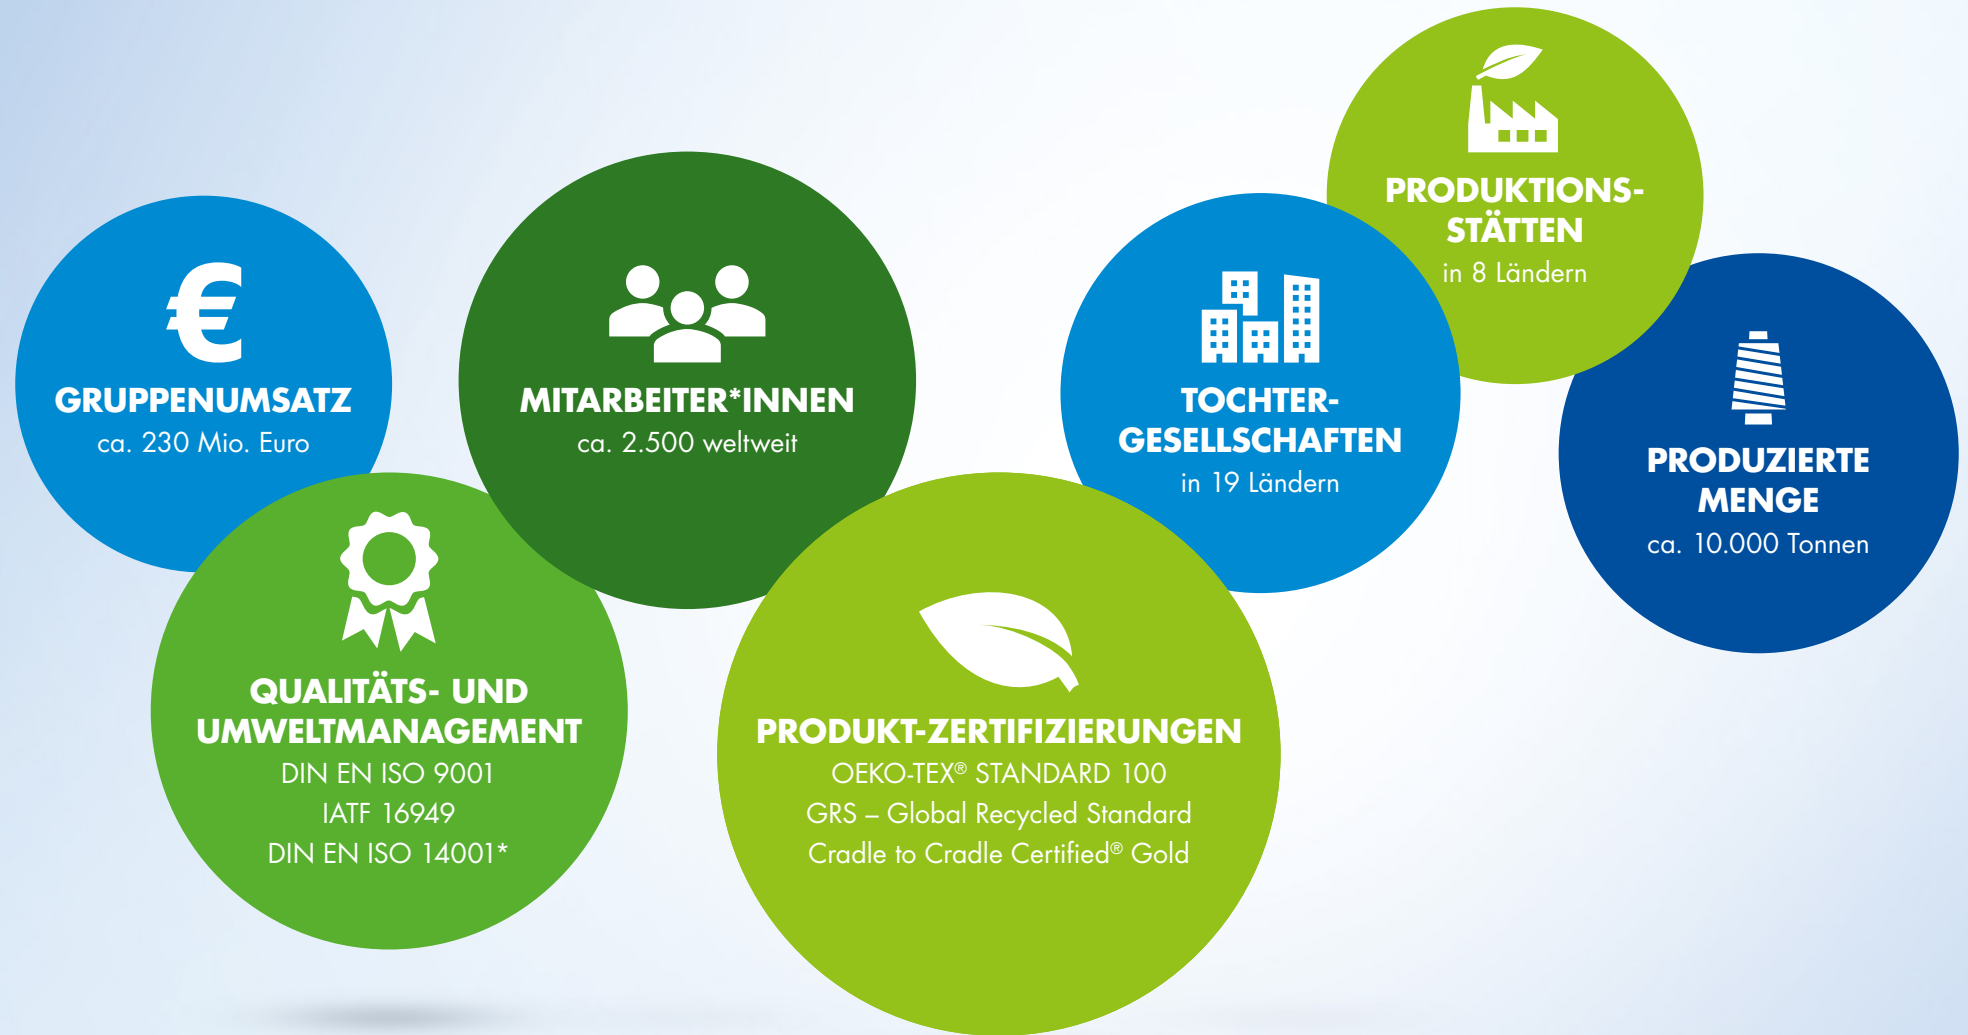 €
GRUPPENUMSATZ
ca. 230 Mio. Euro
QUALITÄTS- UND
UMWELTMANAGEMENT
DIN EN ISO 9001
IATF 16949
DIN EN ISO 14001*
MITARBEITER*INNEN
ca. 2.500 weltweit
PRODUKT-ZERTIFIZIERUNGEN
OEKO-TEX® STANDARD 100
GRS – Global Recycled Standard
Cradle to Cradle Certified® Gold
TOCHTER-
GESELLSCHAFTEN
in 19 Ländern
PRODUKTIONS-
STÄTTEN
in 8 Ländern
PRODUZIERTE
MENGE
ca. 10.000 Tonnen